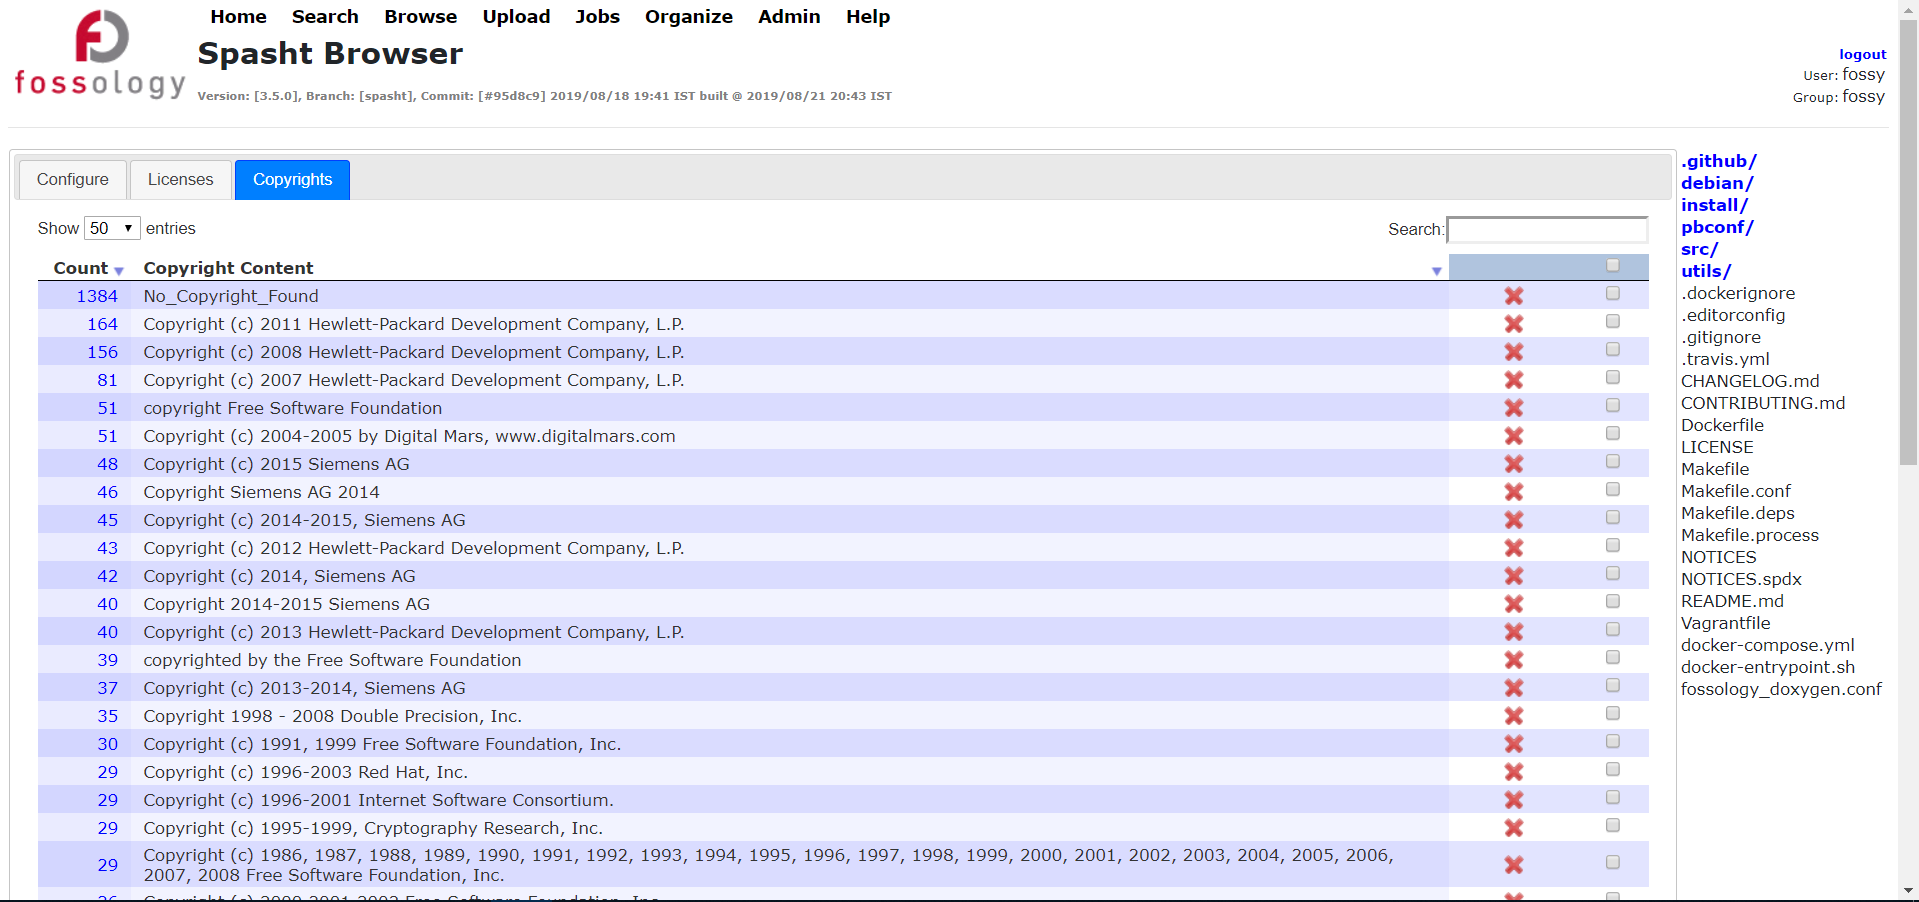 Home Search Browse Upload Jobs Organize Admin Help
fossology
Spasht Browser
Version: [3.5.0], Branch: [spasht], Commit: [#95d8c9] 2019/08/18 19:41 IST built @ 2019/08/21 20:43 IST
logout
User: fossy
Group: fossy
Configure Licenses Copyrights
Show 50 entries
Search:
Count Copyright Content
1384 No_Copyright_Found
164 Copyright (c) 2011 Hewlett-Packard Development Company, L.P.
156 Copyright (c) 2008 Hewlett-Packard Development Company, L.P.
81 Copyright (c) 2007 Hewlett-Packard Development Company, L.P.
51 copyright Free Software Foundation
51 Copyright (c) 2004-2005 by Digital Mars, www.digitalmars.com
48 Copyright (c) 2015 Siemens AG
46 Copyright Siemens AG 2014
45 Copyright (c) 2014-2015, Siemens AG
43 Copyright (c) 2012 Hewlett-Packard Development Company, L.P.
42 Copyright (c) 2014, Siemens AG
40 Copyright 2014-2015 Siemens AG
40 Copyright (c) 2013 Hewlett-Packard Development Company, L.P.
39 copyrighted by the Free Software Foundation
37 Copyright (c) 2013-2014, Siemens AG
35 Copyright 1998 - 2008 Double Precision, Inc.
30 Copyright (c) 1991, 1999 Free Software Foundation, Inc.
29 Copyright (c) 1996-2003 Red Hat, Inc.
29 Copyright (c) 1996-2001 Internet Software Consortium.
29 Copyright (c) 1995-1999, Cryptography Research, Inc.
29 Copyright (c) 1986, 1987, 1988, 1989, 1990, 1991, 1992, 1993, 1994, 1995, 1996, 1997, 1998, 1999, 2000, 2001, 2002, 2003, 2004, 2005, 2006,
2007, 2008 Free Software Foundation, Inc.
.github/
debian/
install/
pbconf/
src/
utils/
.dockerignore
.editorconfig
.gitignore
.travis.yml
CHANGELOG.md
CONTRIBUTING.md
Dockerfile
LICENSE
Makefile
Makefile.conf
Makefile.deps
Makefile.process
NOTICES
NOTICES.spdx
README.md
Vagrantfile
docker-compose.yml
docker-entrypoint.sh
fossology_doxygen.conf